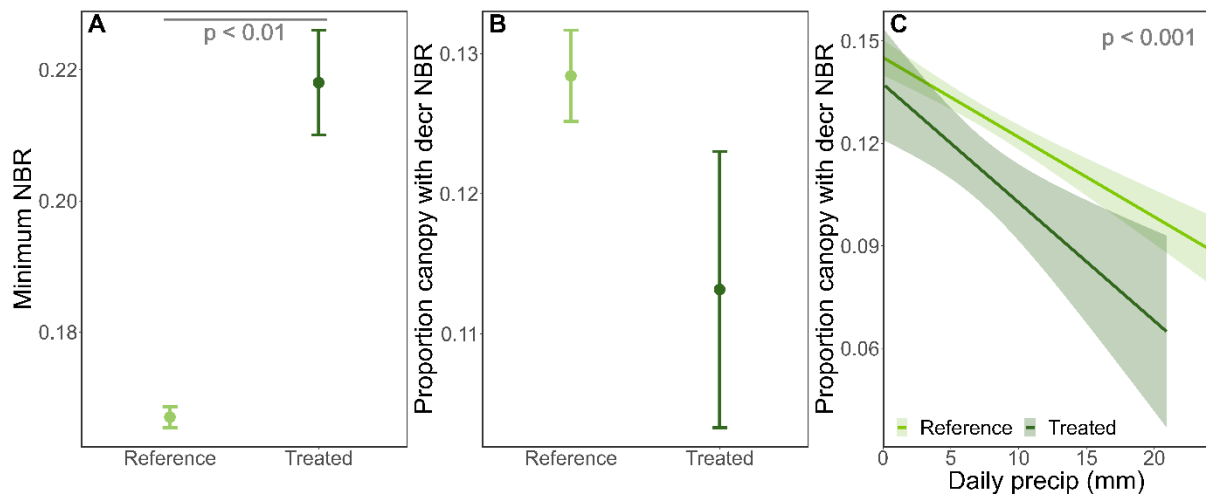 A
p < 0.01
Minimum NBR
0.22
0.20
0.18
Reference Treated
B
Proportion canopy with decr NBR
0.13
0.12
0.11
Reference Treated
C
p < 0.001
Proportion canopy with decr NBR
0.15
0.12
0.09
0.06
Reference Treated
0 5 10 15 20
Daily precip (mm)